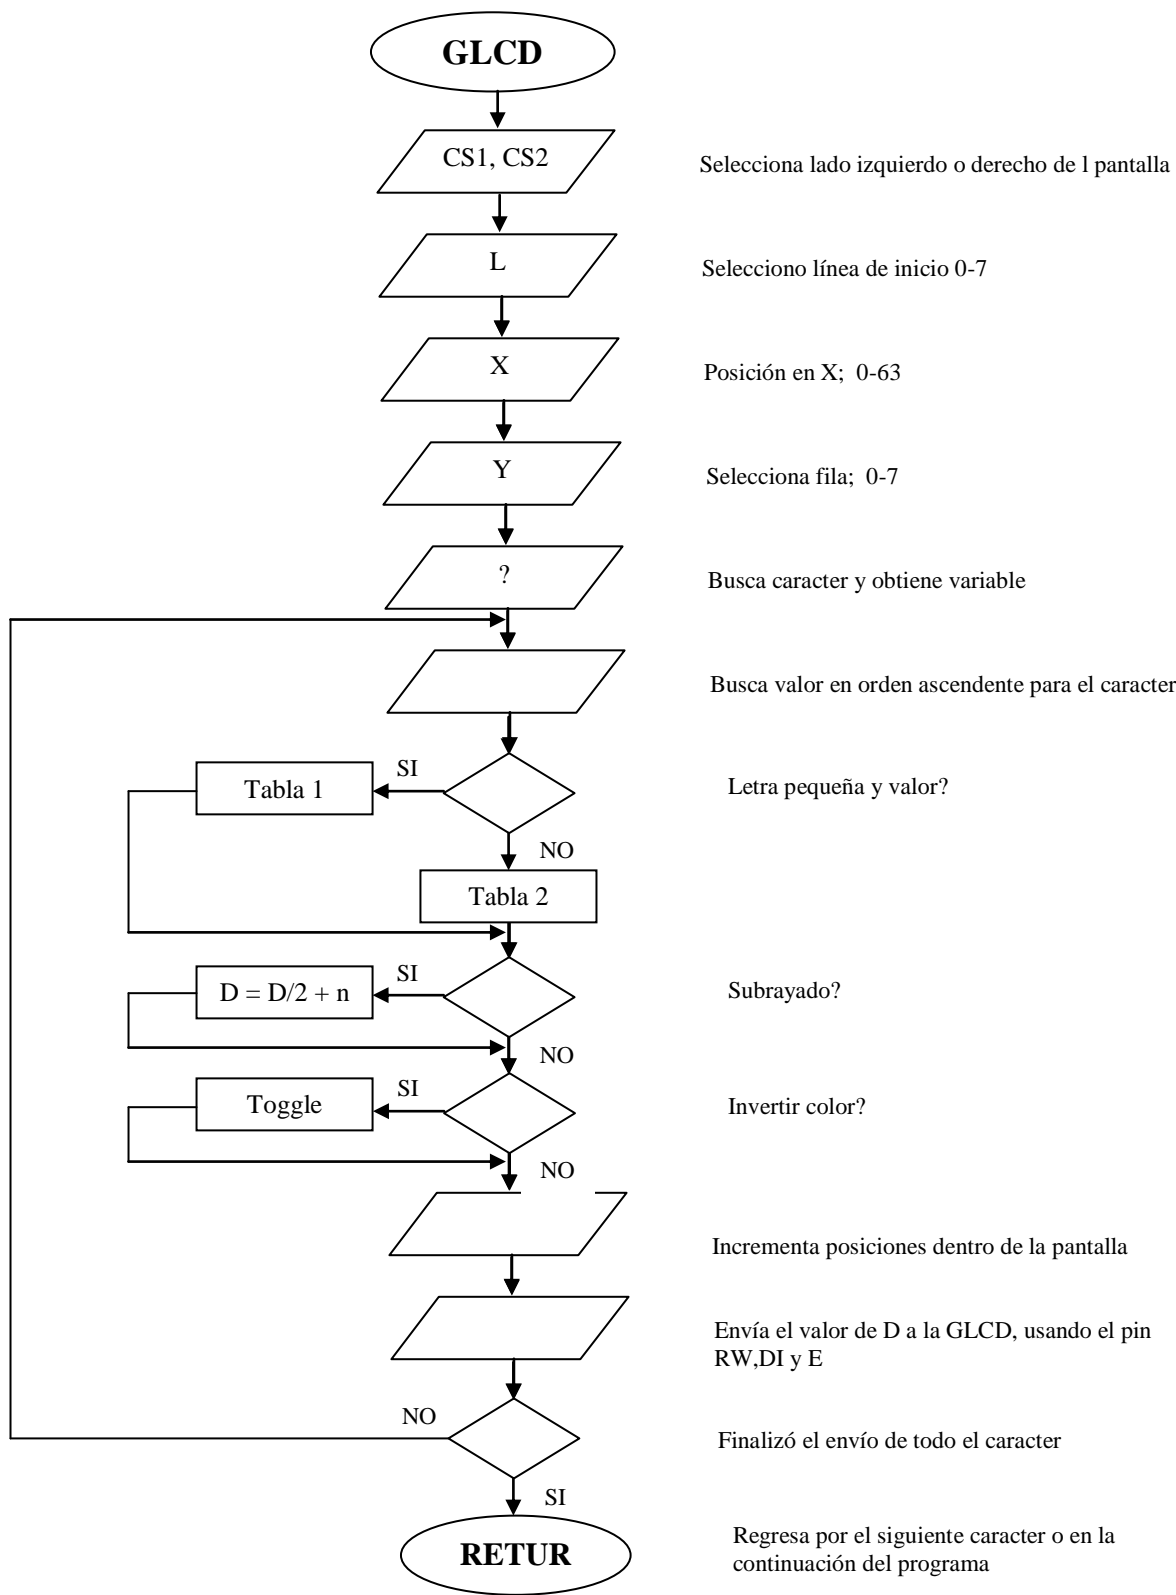 GLCD
CS1, CS2
Selecciona lado izquierdo o derecho de l pantalla
L
Selecciono línea de inicio 0-7
X
Posición en X;  0-63
Y
Selecciona fila;  0-7
?
Busca caracter y obtiene variable
Busca valor en orden ascendente para el caracter
SI
Tabla 1
Letra pequeña y valor?
NO
Tabla 2
SI
D = D/2 + n
Subrayado?
NO
SI
Toggle
Invertir color?
NO
Incrementa posiciones dentro de la pantalla
Envía el valor de D a la GLCD, usando el pin
RW,DI y E
NO
Finalizó el envío de todo el caracter
SI
RETUR
Regresa por el siguiente caracter o en la
continuación del programa